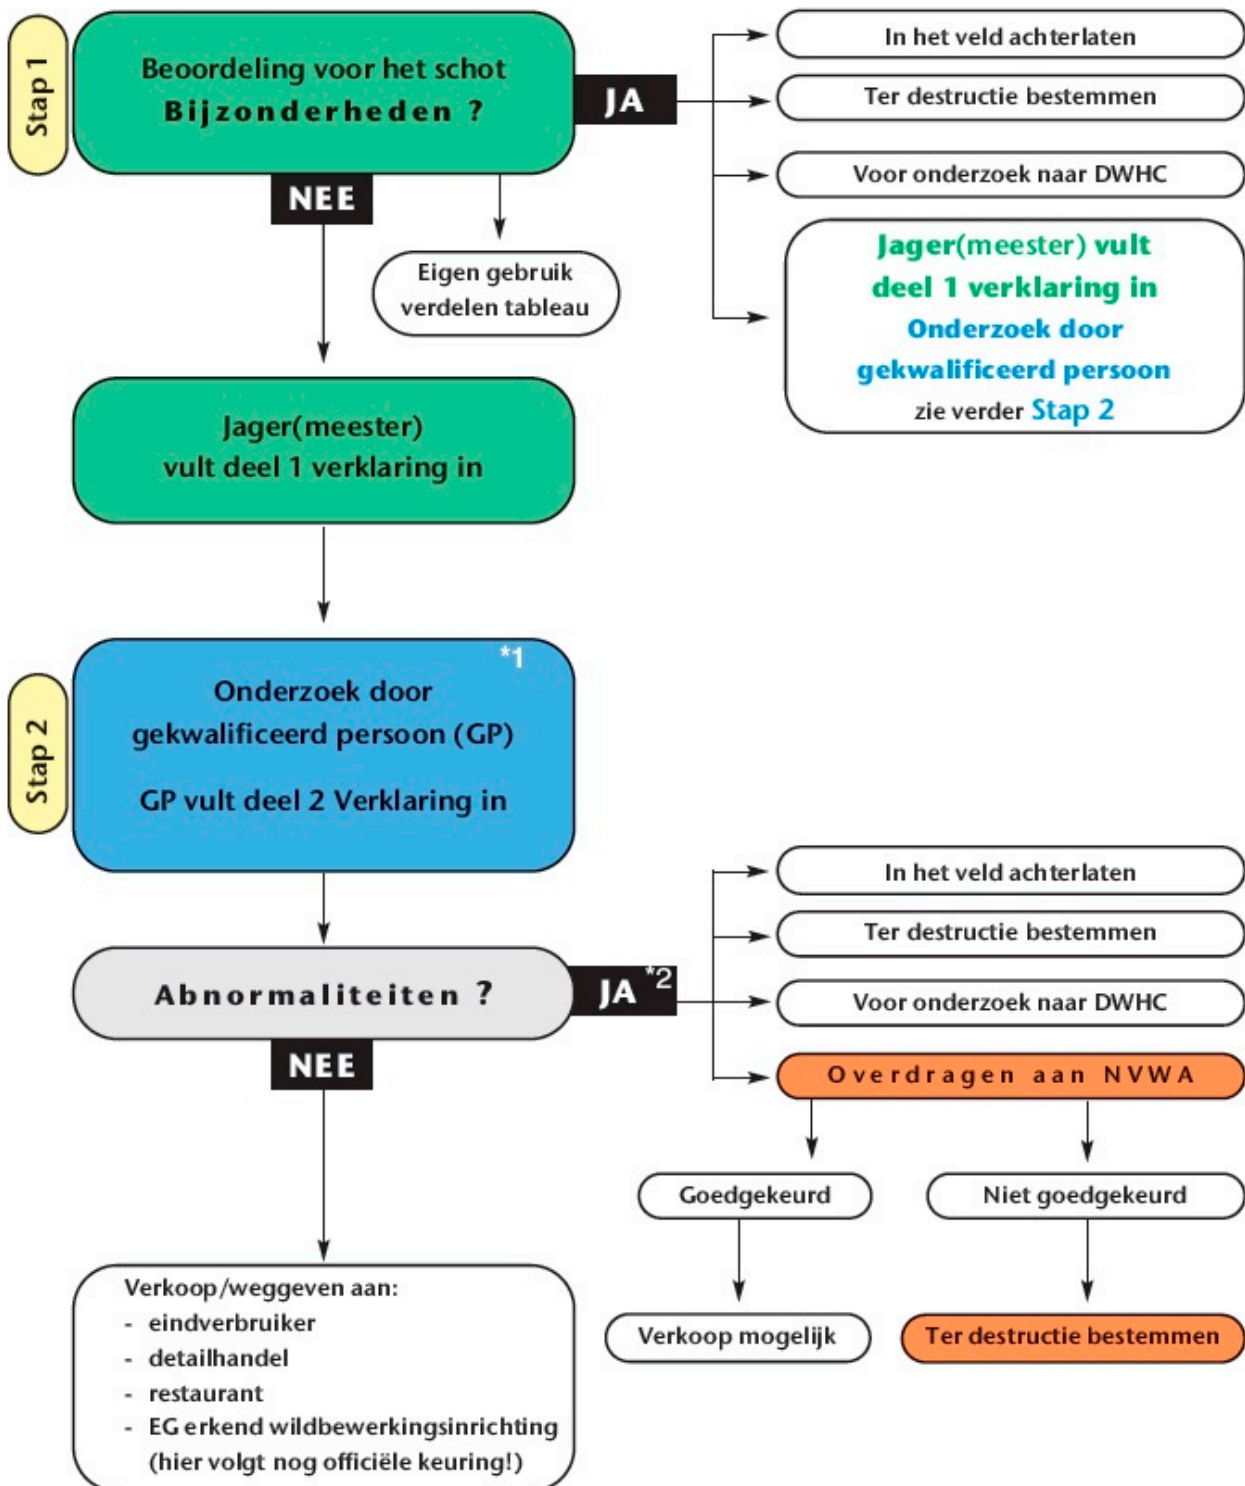 Stap 1
Beoordeling voor het schot
Bijzonderheden ?
JA
In het veld achterlaten
Ter destructie bestemmen
Voor onderzoek naar DWHC
Jager(meester) vult
deel 1 verklaring in
Onderzoek door
gekwalificeerd persoon
zie verder Stap 2
NEE
Eigen gebruik
verdelen tableau
Jager(meester)
vult deel 1 verklaring in
Stap 2
*1
Onderzoek door
gekwalificeerd persoon (GP)
GP vult deel 2 Verklaring in
Abnormaliteiten ?
JA *2
In het veld achterlaten
Ter destructie bestemmen
Voor onderzoek naar DWHC
Overdragen aan NVWA
Goedgekeurd
Niet goedgekeurd
Verkoop mogelijk
Ter destructie bestemmen
NEE
Verkoop/weggeven aan:
- eindverbruiker
- detailhandel
- restaurant
- EG erkend wildbewerkingsinrichting
(hier volgt nog officiële keuring!)